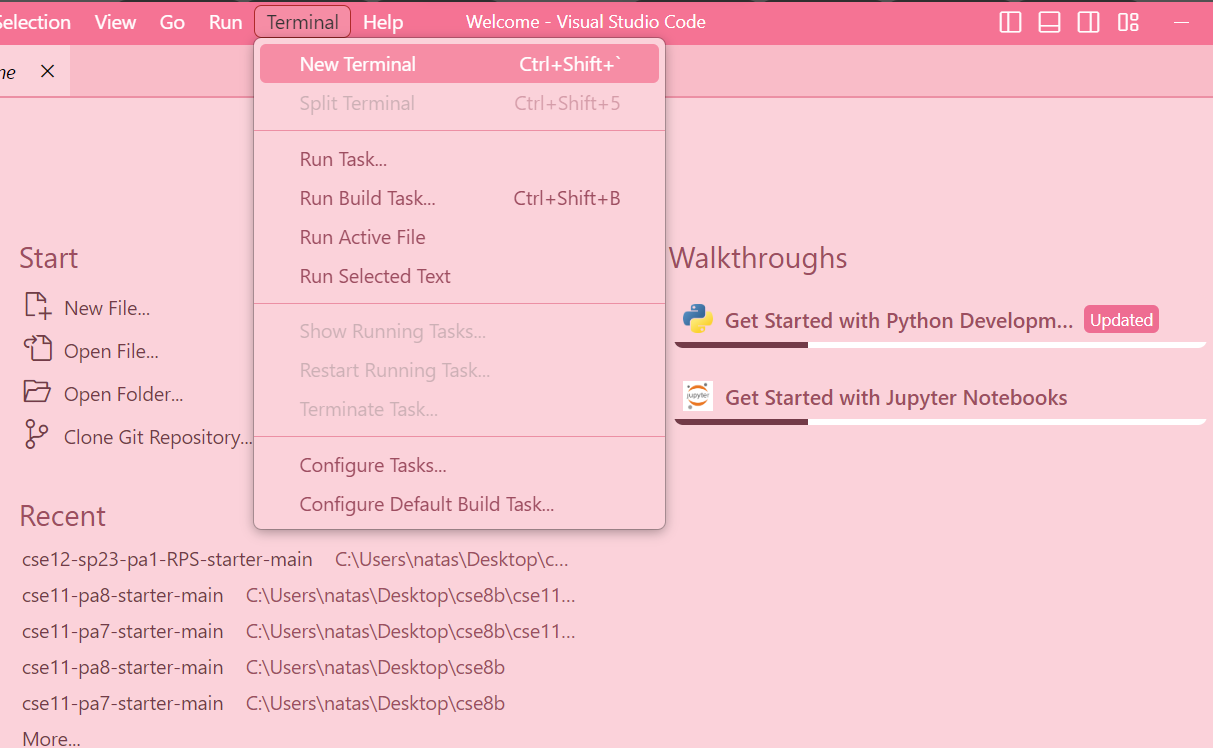 Selection View Go Run Terminal Help Welcome - Visual Studio Code
ne
New Terminal Ctrl+Shift+`
Split Terminal Ctrl+Shift+5
Run Task...
Run Build Task... Ctrl+Shift+B
Run Active File
Run Selected Text
Show Running Tasks...
Restart Running Task...
Terminate Task...
Configure Tasks...
Configure Default Build Task...
Start
New File...
Open File...
Open Folder...
Clone Git Repository...
Recent
cse12-sp23-pa1-RPS-starter-main C:\Users\natas\Desktop\c...
cse11-pa8-starter-main C:\Users\natas\Desktop\cse8b\cse11...
cse11-pa7-starter-main C:\Users\natas\Desktop\cse8b\cse11...
cse11-pa8-starter-main C:\Users\natas\Desktop\cse8b
cse11-pa7-starter-main C:\Users\natas\Desktop\cse8b
More...
Walkthroughs
Get Started with Python Developm... Updated
jupyter
Get Started with Jupyter Notebooks